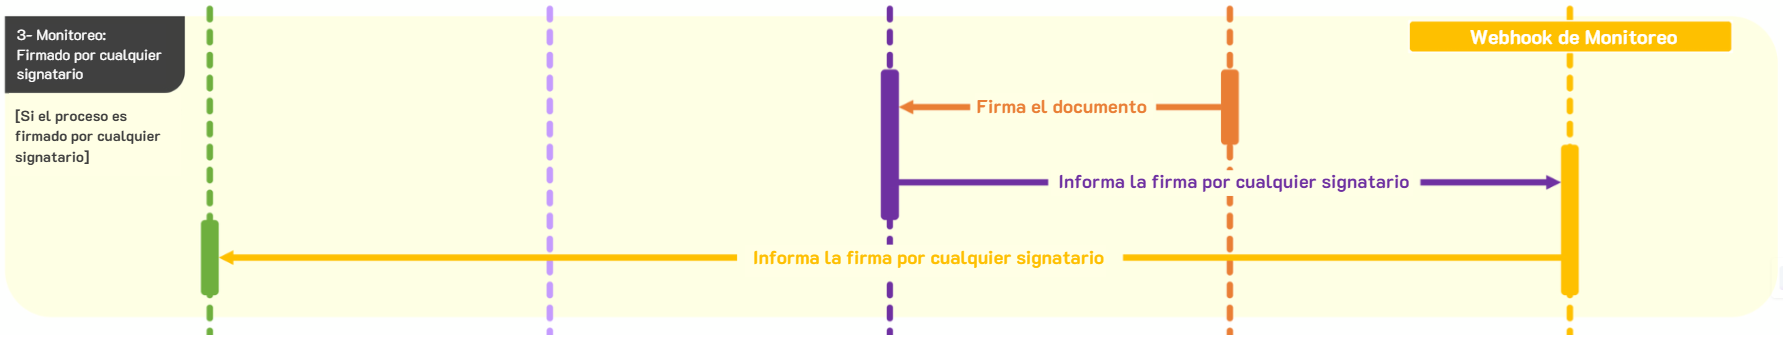 3- Monitoreo:
Firmado por cualquier
signatario
[Si el proceso es
firmado por cualquier
signatario]
Webhook de Monitoreo
Firma el documento
Informa la firma por cualquier signatario
Informa la firma por cualquier signatario